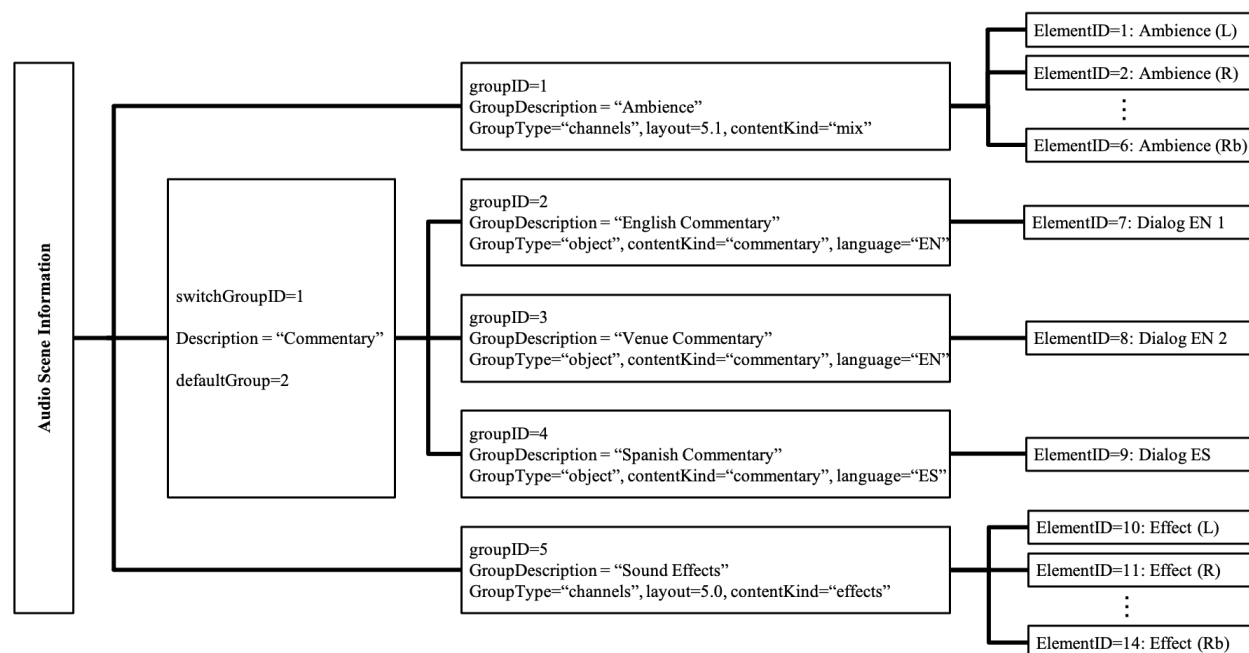 Audio Scene Information
switchGroupID=1
Description = “Commentary”
defaultGroup=2
groupID=1
GroupDescription = “Ambience”
GroupType=“channels”, layout=5.1, contentKind=“mix”
ElementID=1: Ambience (L)
ElementID=2: Ambience (R)
⋮
ElementID=6: Ambience (Rb)
groupID=2
GroupDescription = “English Commentary”
GroupType=“object”, contentKind=“commentary”, language=“EN”
ElementID=7: Dialog EN 1
groupID=3
GroupDescription = “Venue Commentary”
GroupType=“object”, contentKind=“commentary”, language=“EN”
ElementID=8: Dialog EN 2
groupID=4
GroupDescription = “Spanish Commentary”
GroupType=“object”, contentKind=“commentary”, language=“ES”
ElementID=9: Dialog ES
groupID=5
GroupDescription = “Sound Effects”
GroupType=“channels”, layout=5.0, contentKind=“effects”
ElementID=10: Effect (L)
ElementID=11: Effect (R)
⋮
ElementID=14: Effect (Rb)